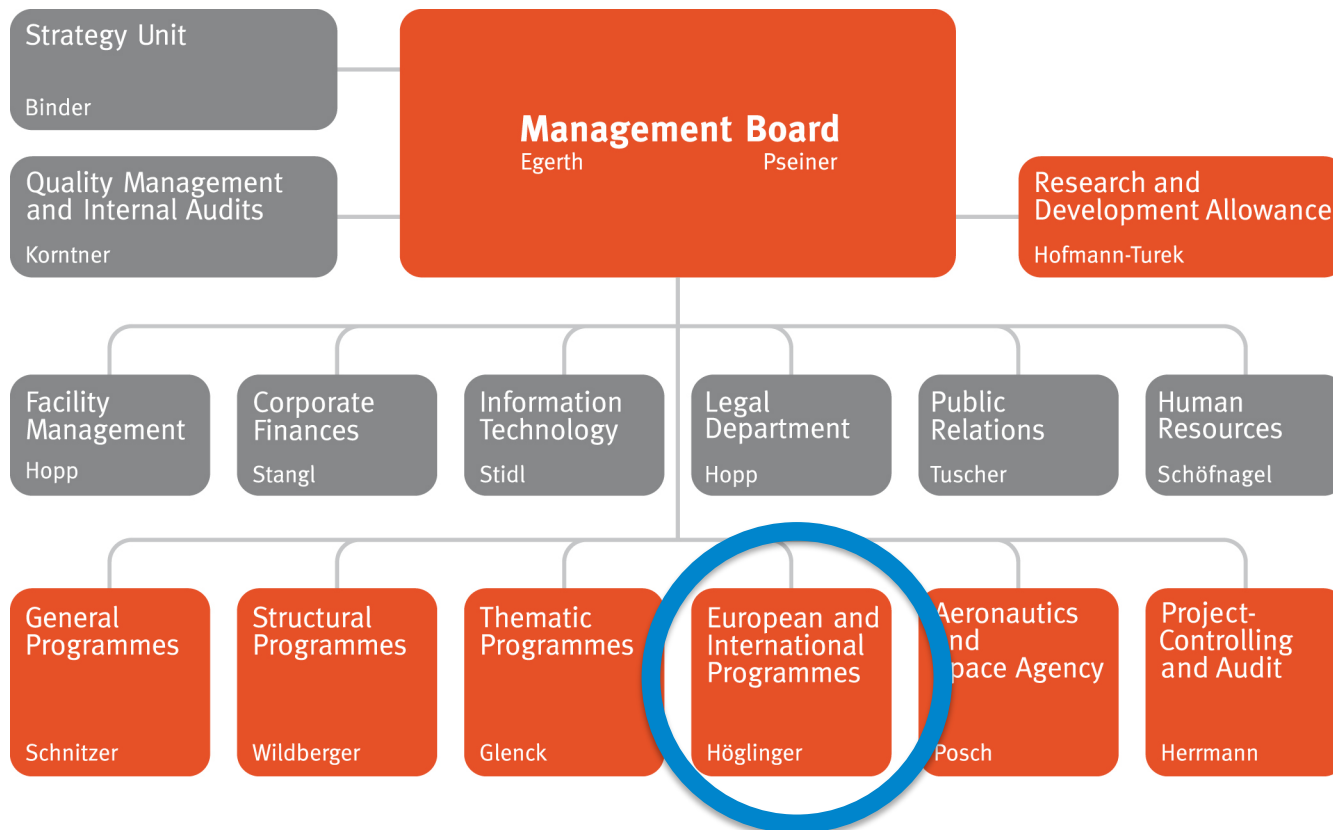 Strategy Unit
Binder
Management Board
Egerth Pseiner
Quality Management
and Internal Audits
Korntner
Research and
Development Allowance
Hofmann-Turek
Facility
Management
Hopp
Corporate
Finances
Stangl
Information
Technology
Stidl
Legal
Department
Hopp
Public
Relations
Tuscher
Human
Resources
Schöfnagel
General
Programmes
Schnitzer
Structural
Programmes
Wildberger
Thematic
Programmes
Glenck
European and
International
Programmes
Höglinger
Aeronautics
nd
pace Agency
Posch
Project-
Controlling
and Audit
Herrmann